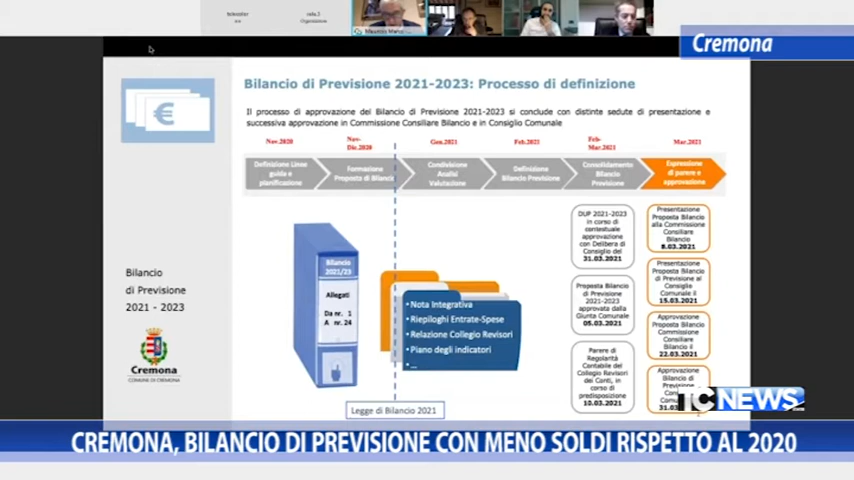 Cremona
Bilancio di Previsione 2021-2023: Processo di definizione
Il processo di approvazione del Bilancio di Previsione 2021-2023 si conclude con distinte sedute di presentazione e
successiva approvazione in Commissione Consiliare Bilancio e in Consiglio Comunale
Nov.2020
Nov-
Dic.2020
Gen.2021
Feb.2021
Feb-
Mar.2021
Mar.2021
Definizione Linee
guida e
pianificazione
Formazione
Proposta di Bilancio
Condivisione
Analisi
Valutazione
Definizione
Bilancio Previsione
Consolidamento
Bilancio
Previsione
Espressione
di parere e
approvazione
Bilancio
di Previsione
2021 - 2023
Cremona
COMUNE DI CREMONA
Bilancio
2021/23
Allegati
Da nr. 1
A nr. 24
• Nota Integrativa
• Riepiloghi Entrate-Spese
• Relazione Collegio Revisori
• Piano degli indicatori
• ...
Legge di Bilancio 2021
DUP 2021-2023
in corso di
contestuale
approvazione con
Delibera di
Consiglio del
31.03.2021
Proposta Bilancio
di Previsione
2021-2023
approvata dalla
Giunta Comunale
05.03.2021
Parere di
Regolarità
Contabile del
Collegio Revisori
dei Conti, in
corso di
predisposizione
10.03.2021
Presentazione
Proposta Bilancio
alla Commissione
Consiliare
Bilancio
8.03.2021
Presentazione
Proposta Bilancio
di Previsione al
Consiglio
Comunale il
15.03.2021
Approvazione
Proposta Bilancio
Commissione
Consiliare
Bilancio il
22.03.2021
Approvazione
Bilancio di
31.03
TC NEWS
CREMONA, BILANCIO DI PREVISIONE CON MENO SOLDI RISPETTO AL 2020